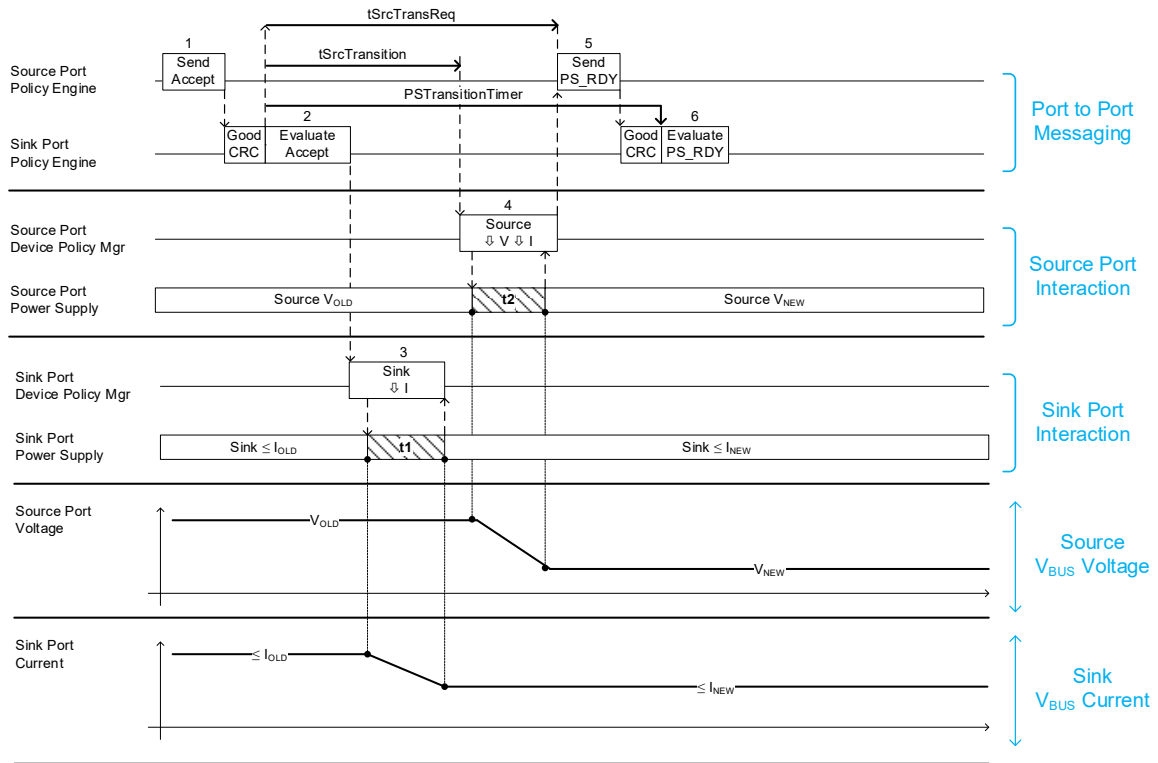 tSrcTransReq
1
5
Send
Accept
tSrcTransition
Send
PS_RDY
Source Port
Policy Engine
PSTransitionTimer
2
6
Good
CRC
Evaluate
Accept
Good
CRC
Evaluate
PS_RDY
Sink Port
Policy Engine
Port to Port
Messaging
4
Source Port
Device Policy Mgr
Source
⇩ V ⇩ I
Source Port
Power Supply
Source VOLD
t2
Source VNEW
Source Port
Interaction
3
Sink Port
Device Policy Mgr
Sink
⇩ I
Sink Port
Power Supply
Sink ≤ IOLD
t1
Sink ≤ INEW
Sink Port
Interaction
Source Port
Voltage
VOLD
VNEW
Source
VBUS Voltage
Sink Port
Current
≤ IOLD
≤ INEW
Sink
VBUS Current